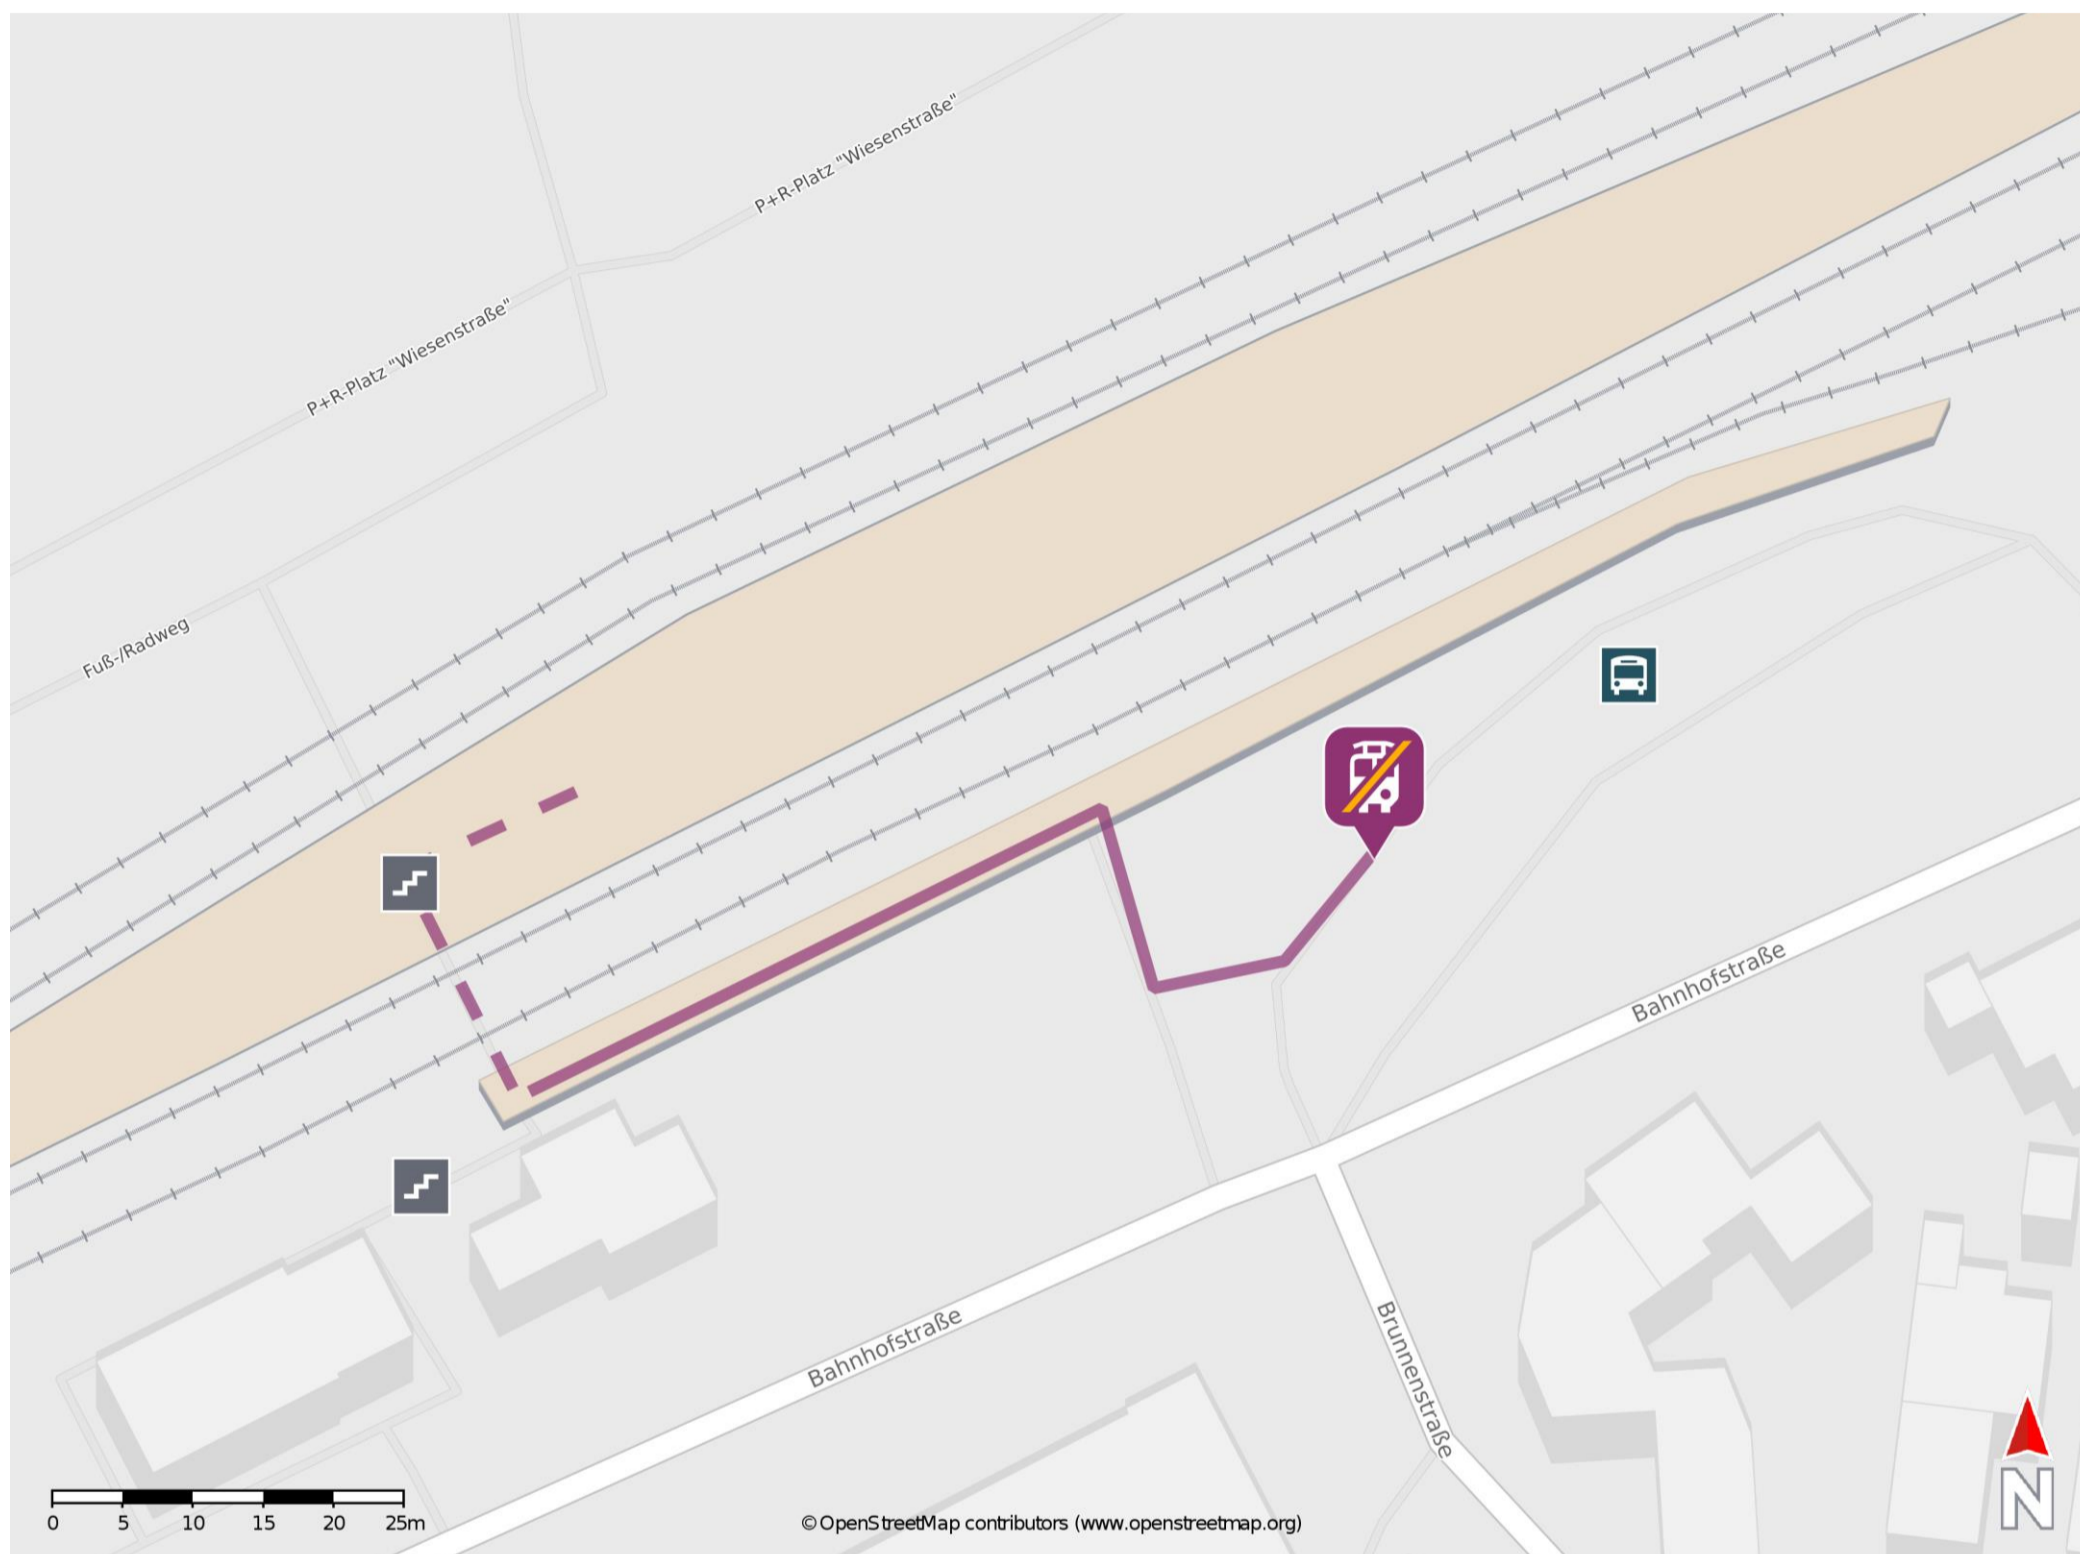 P+R-Platz "Wiesenstraße"
P+R-Platz "Wiesenstraße"
Fuß-/Radweg
Bahnhofstraße
Bahnhofstraße
Brunnenstraße
0 5 10 15 20 25m
©OpenStreetMap contributors (www.openstreetmap.org)
N